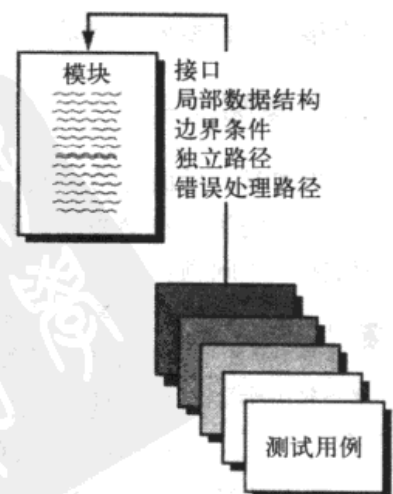 模块
接口
局部数据结构
边界条件
独立路径
错误处理路径
测试用例